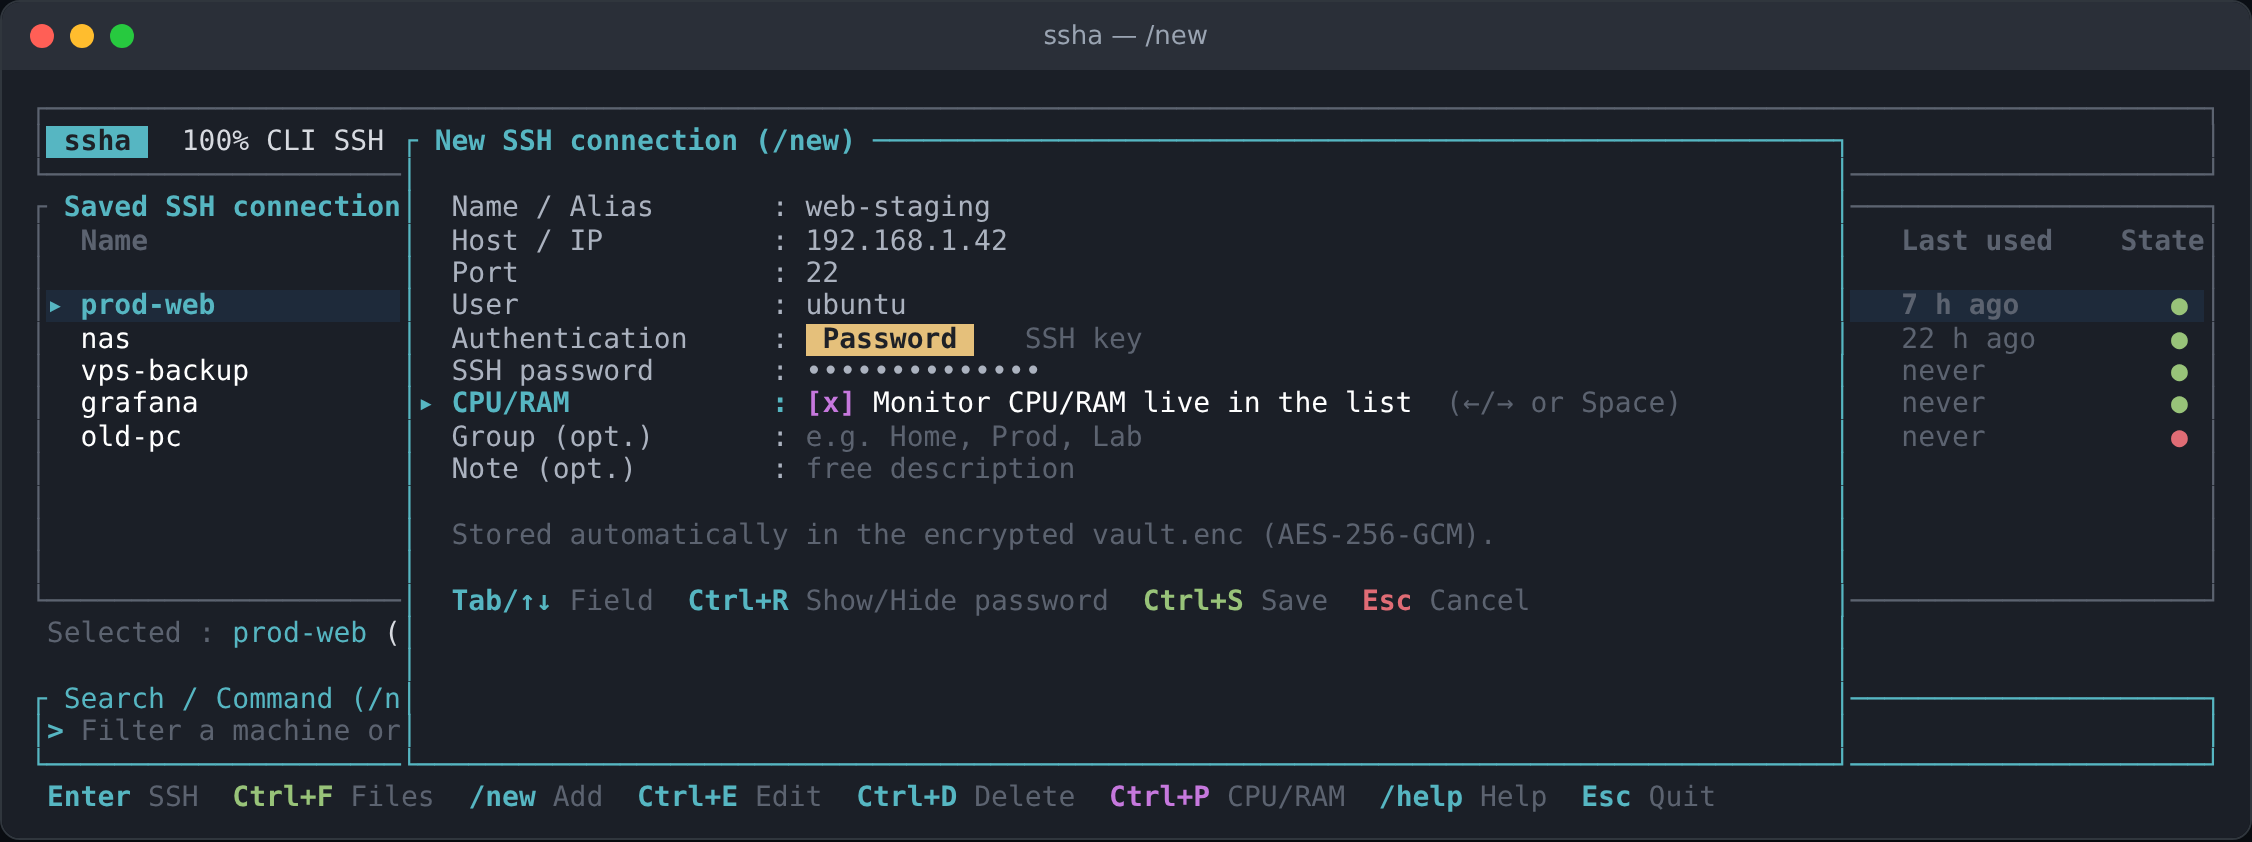 ssha — /new
ssha 100% CLI SSH
New SSH connection (/new)
Saved SSH connection
Name
Last used State
Name / Alias : web-staging
Host / IP : 192.168.1.42
Port : 22
User : ubuntu
Authentication : Password SSH key
SSH password : ••••••••••••••
▸ CPU/RAM : [x] Monitor CPU/RAM live in the list (←/→ or Space)
Group (opt.) : e.g. Home, Prod, Lab
Note (opt.) : free description
Stored automatically in the encrypted vault.enc (AES-256-GCM).
Tab/↑↓ Field Ctrl+R Show/Hide password Ctrl+S Save Esc Cancel
▸ prod-web 7 h ago ●
nas 22 h ago ●
vps-backup never ●
grafana never ●
old-pc never ●
Selected : prod-web (
Search / Command (/n
> Filter a machine or
Enter SSH Ctrl+F Files /new Add Ctrl+E Edit Ctrl+D Delete Ctrl+P CPU/RAM /help Help Esc Quit